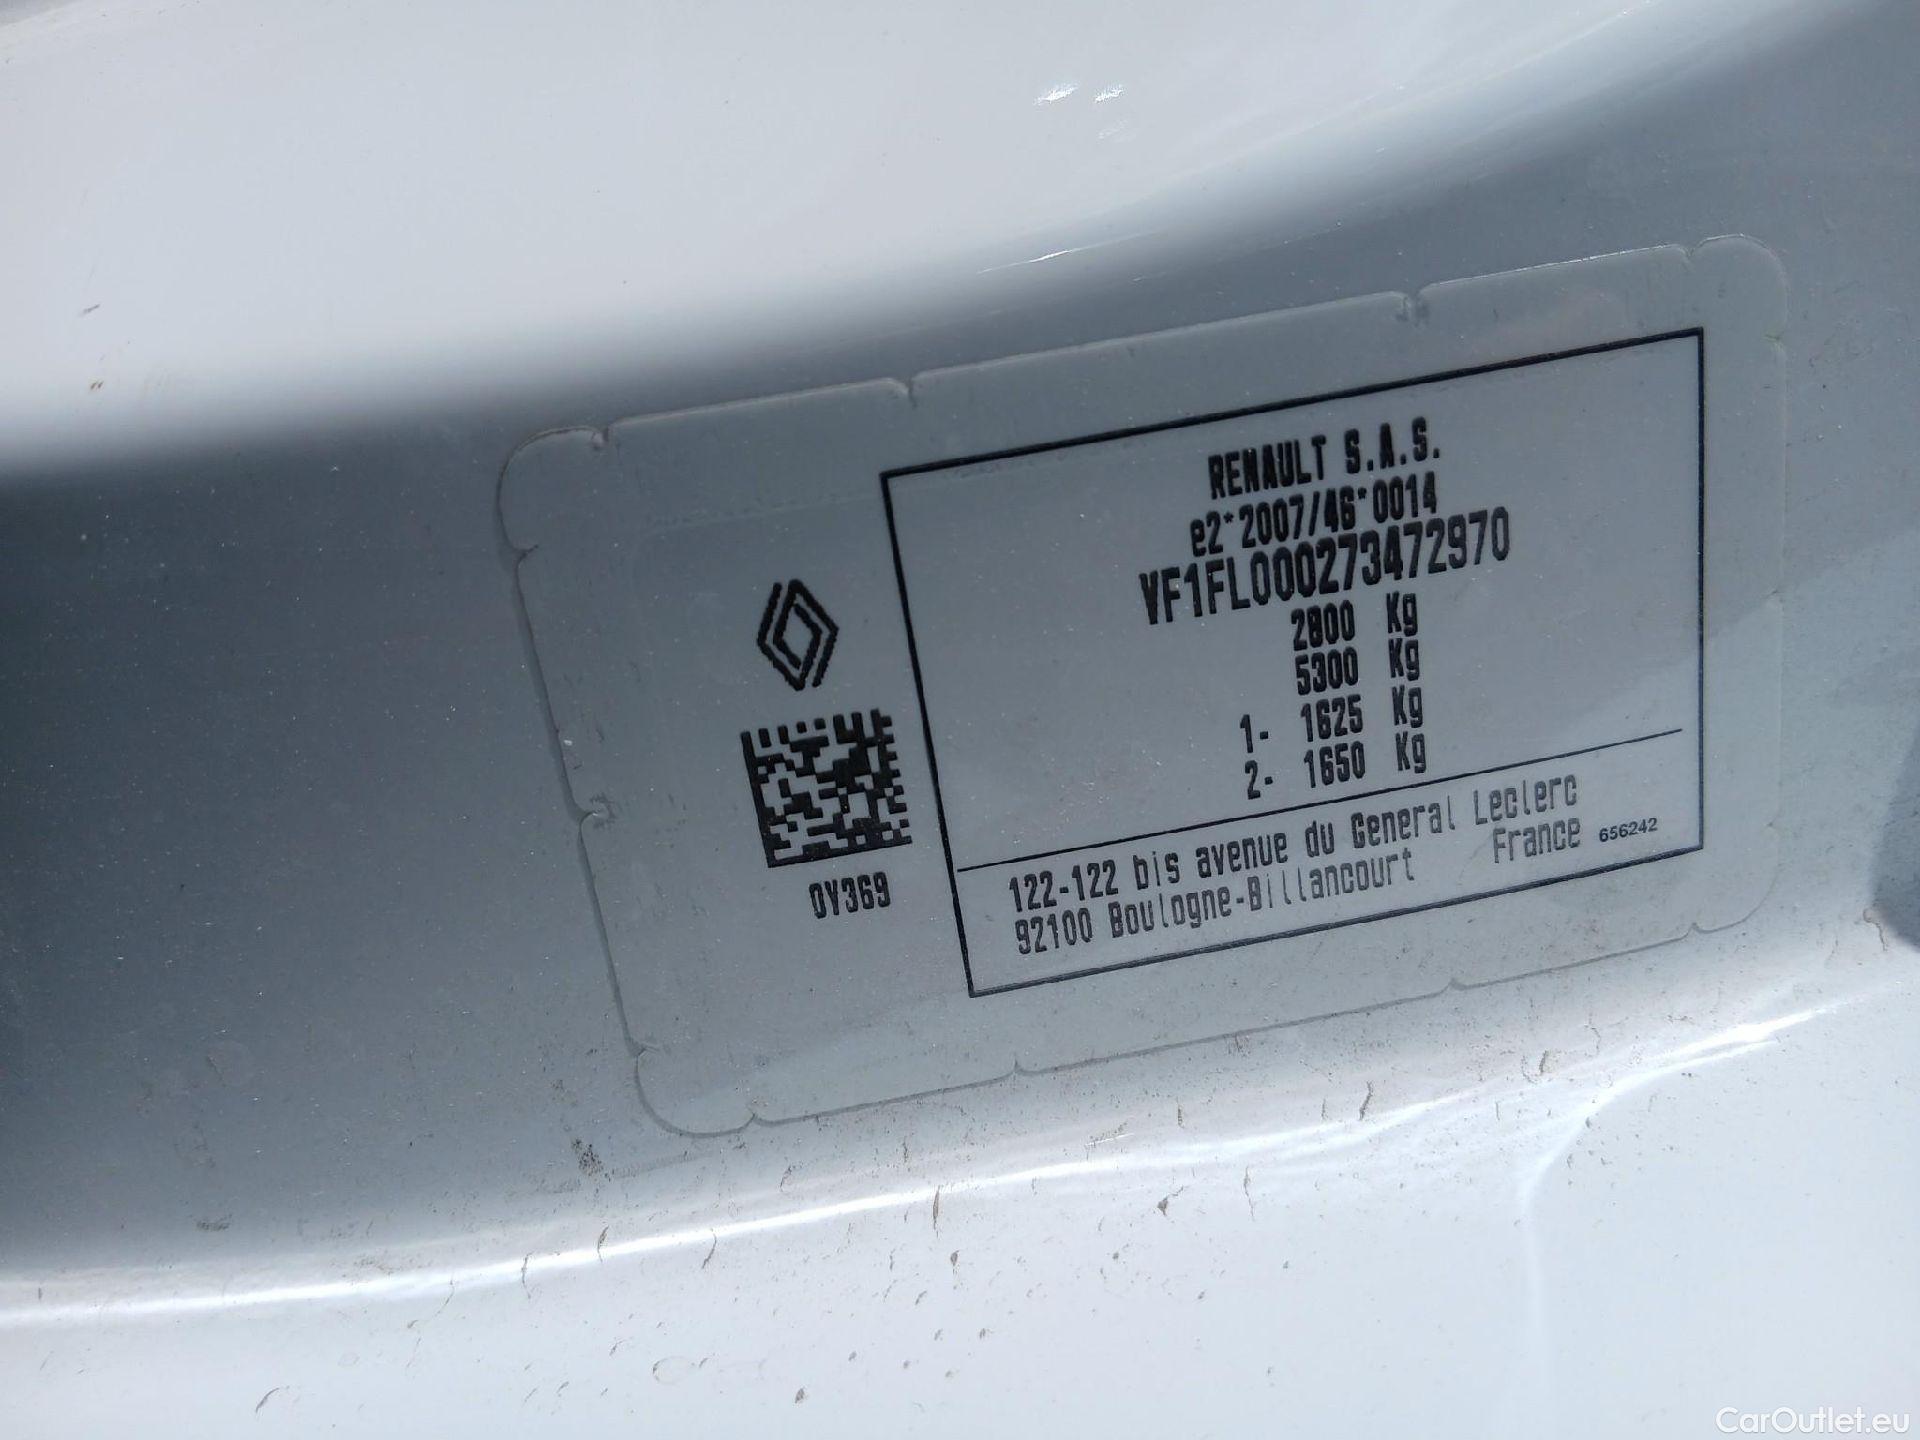 RENAULT S.A.S.
e2*2007/46*0014
VF1FL000273472970
2800 Kg
5300 Kg
1- 1625 Kg
2- 1650 Kg
0V369
122-122 bis avenue du General Leclerc
92100 Boulogne-Billancourt France 656242
CarOutlet.eu